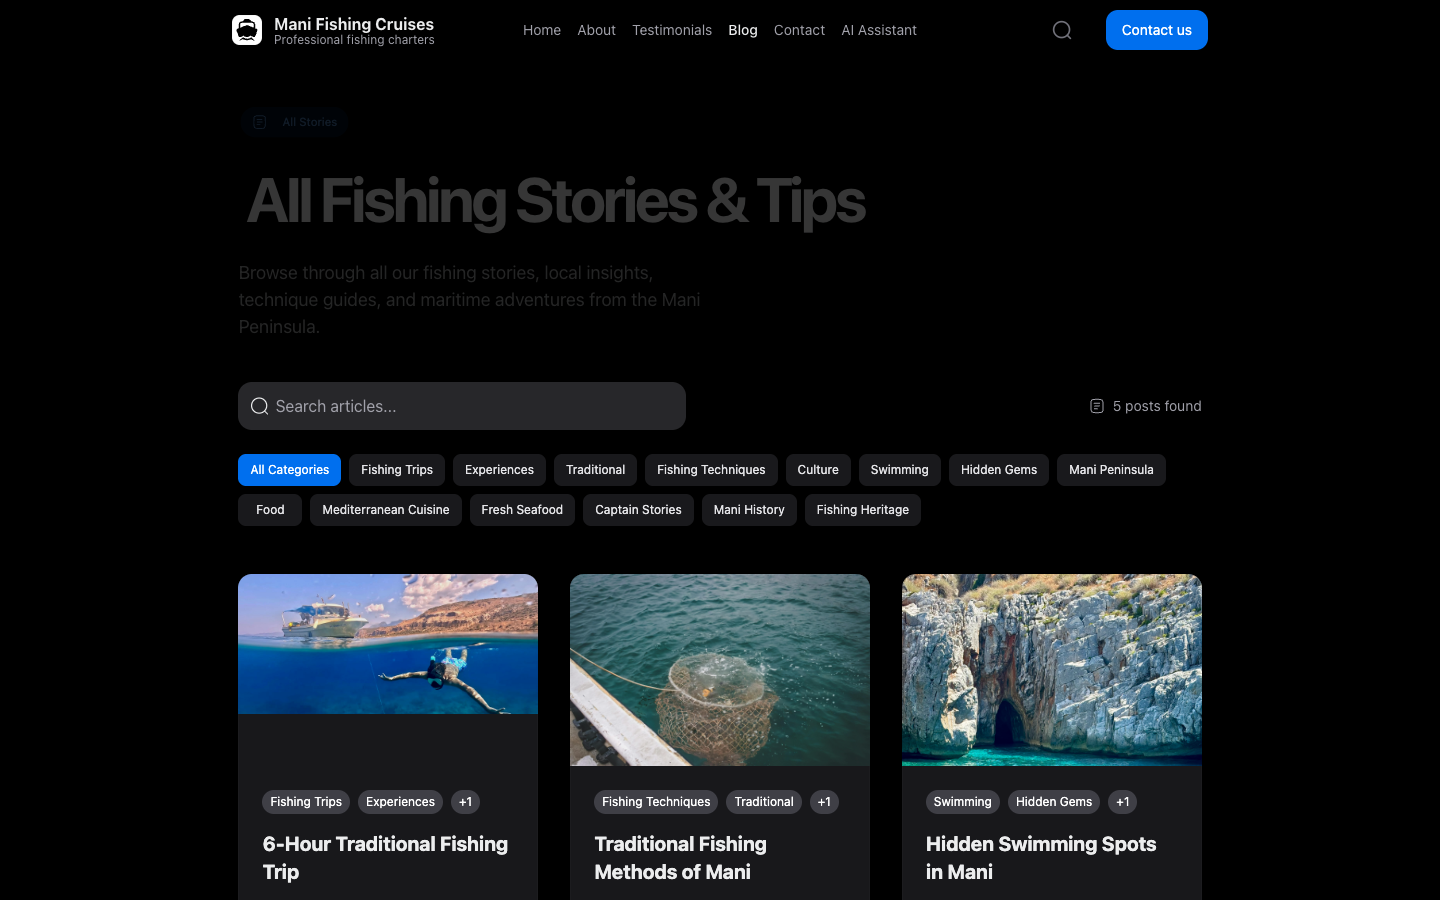 Mani Fishing Cruises
Professional fishing charters
Home
About
Testimonials
Blog
Contact
AI Assistant
Contact us
All Stories
All Fishing Stories & Tips
Browse through all our fishing stories, local insights,
technique guides, and maritime adventures from the Mani
Peninsula.
Search articles...
5 posts found
All Categories
Fishing Trips
Experiences
Traditional
Fishing Techniques
Culture
Swimming
Hidden Gems
Mani Peninsula
Food
Mediterranean Cuisine
Fresh Seafood
Captain Stories
Mani History
Fishing Heritage
Fishing Trips
Experiences
+1
6-Hour Traditional Fishing
Trip
Fishing Techniques
Traditional
+1
Traditional Fishing
Methods of Mani
Swimming
Hidden Gems
+1
Hidden Swimming Spots
in Mani